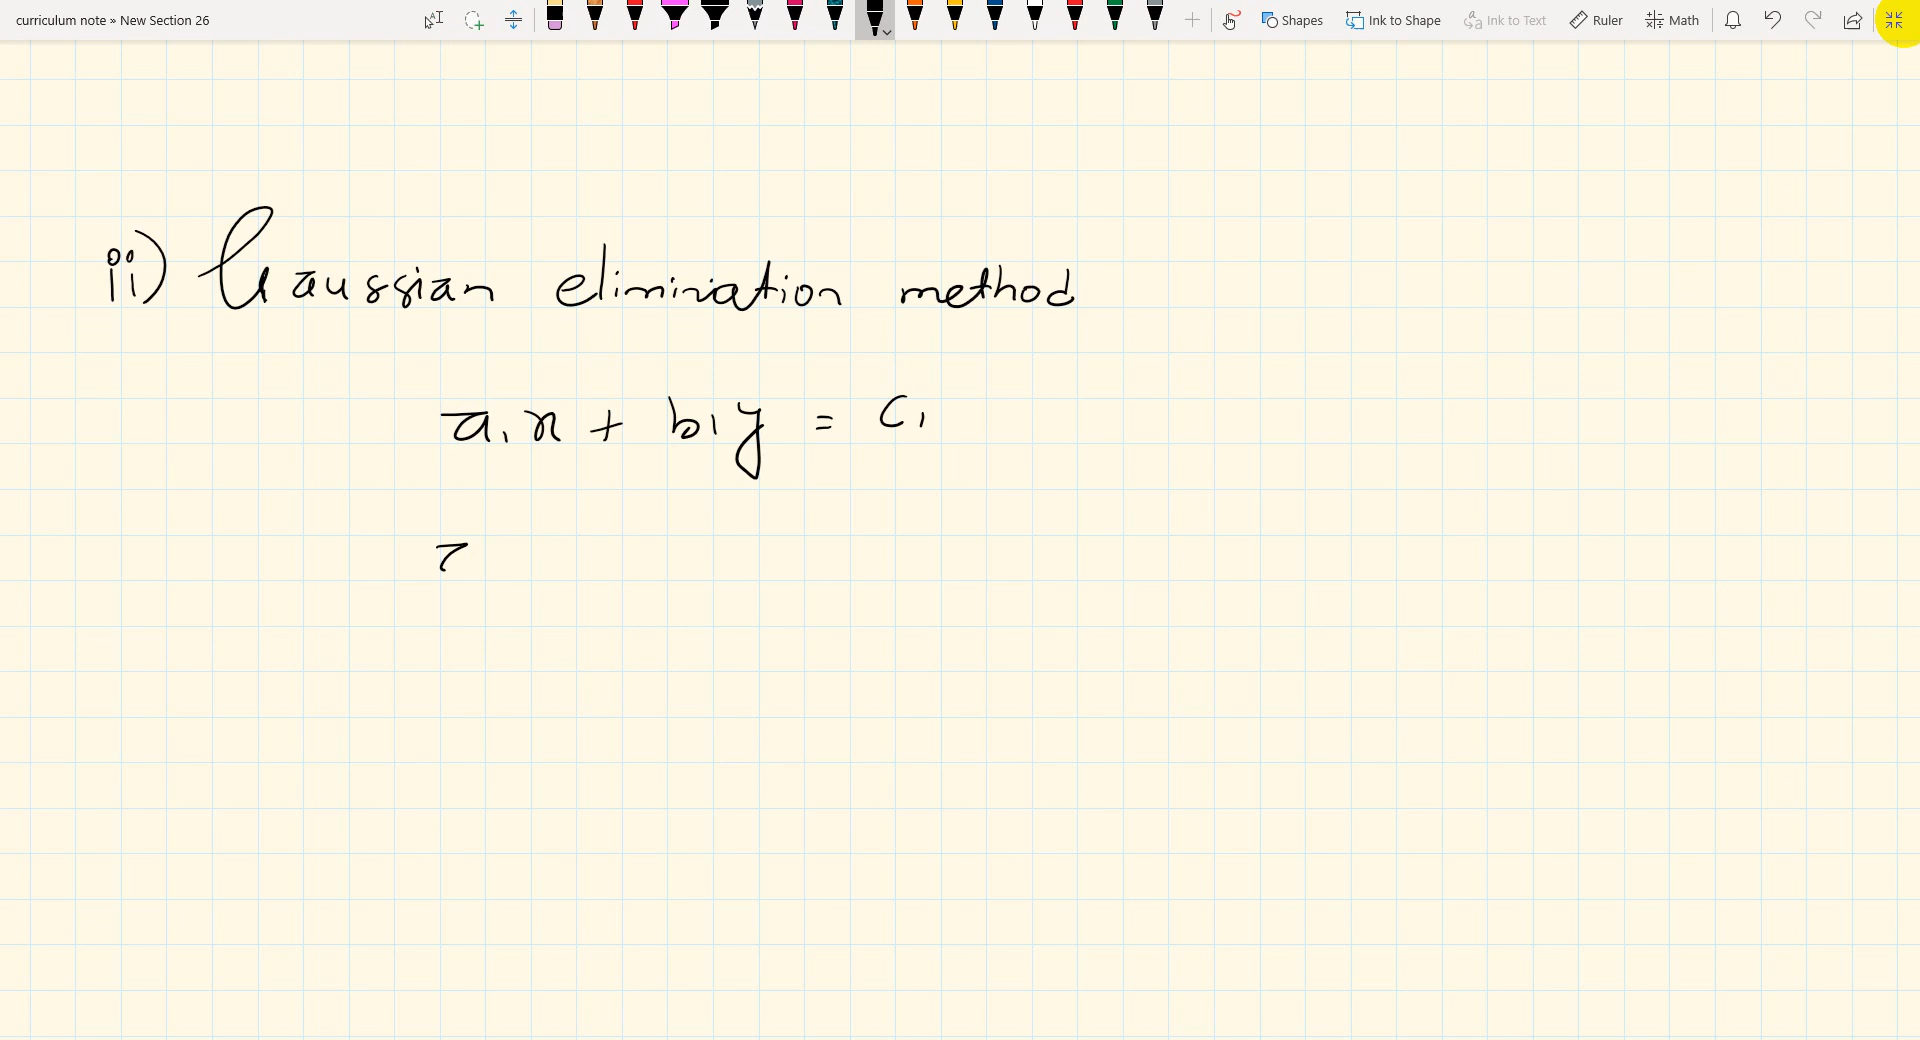 curriculum note » New Section 26
Shapes Ink to Shape Ink to Text Ruler Math
ii) Gaussian elimination method
a₁x + b₁y = c₁